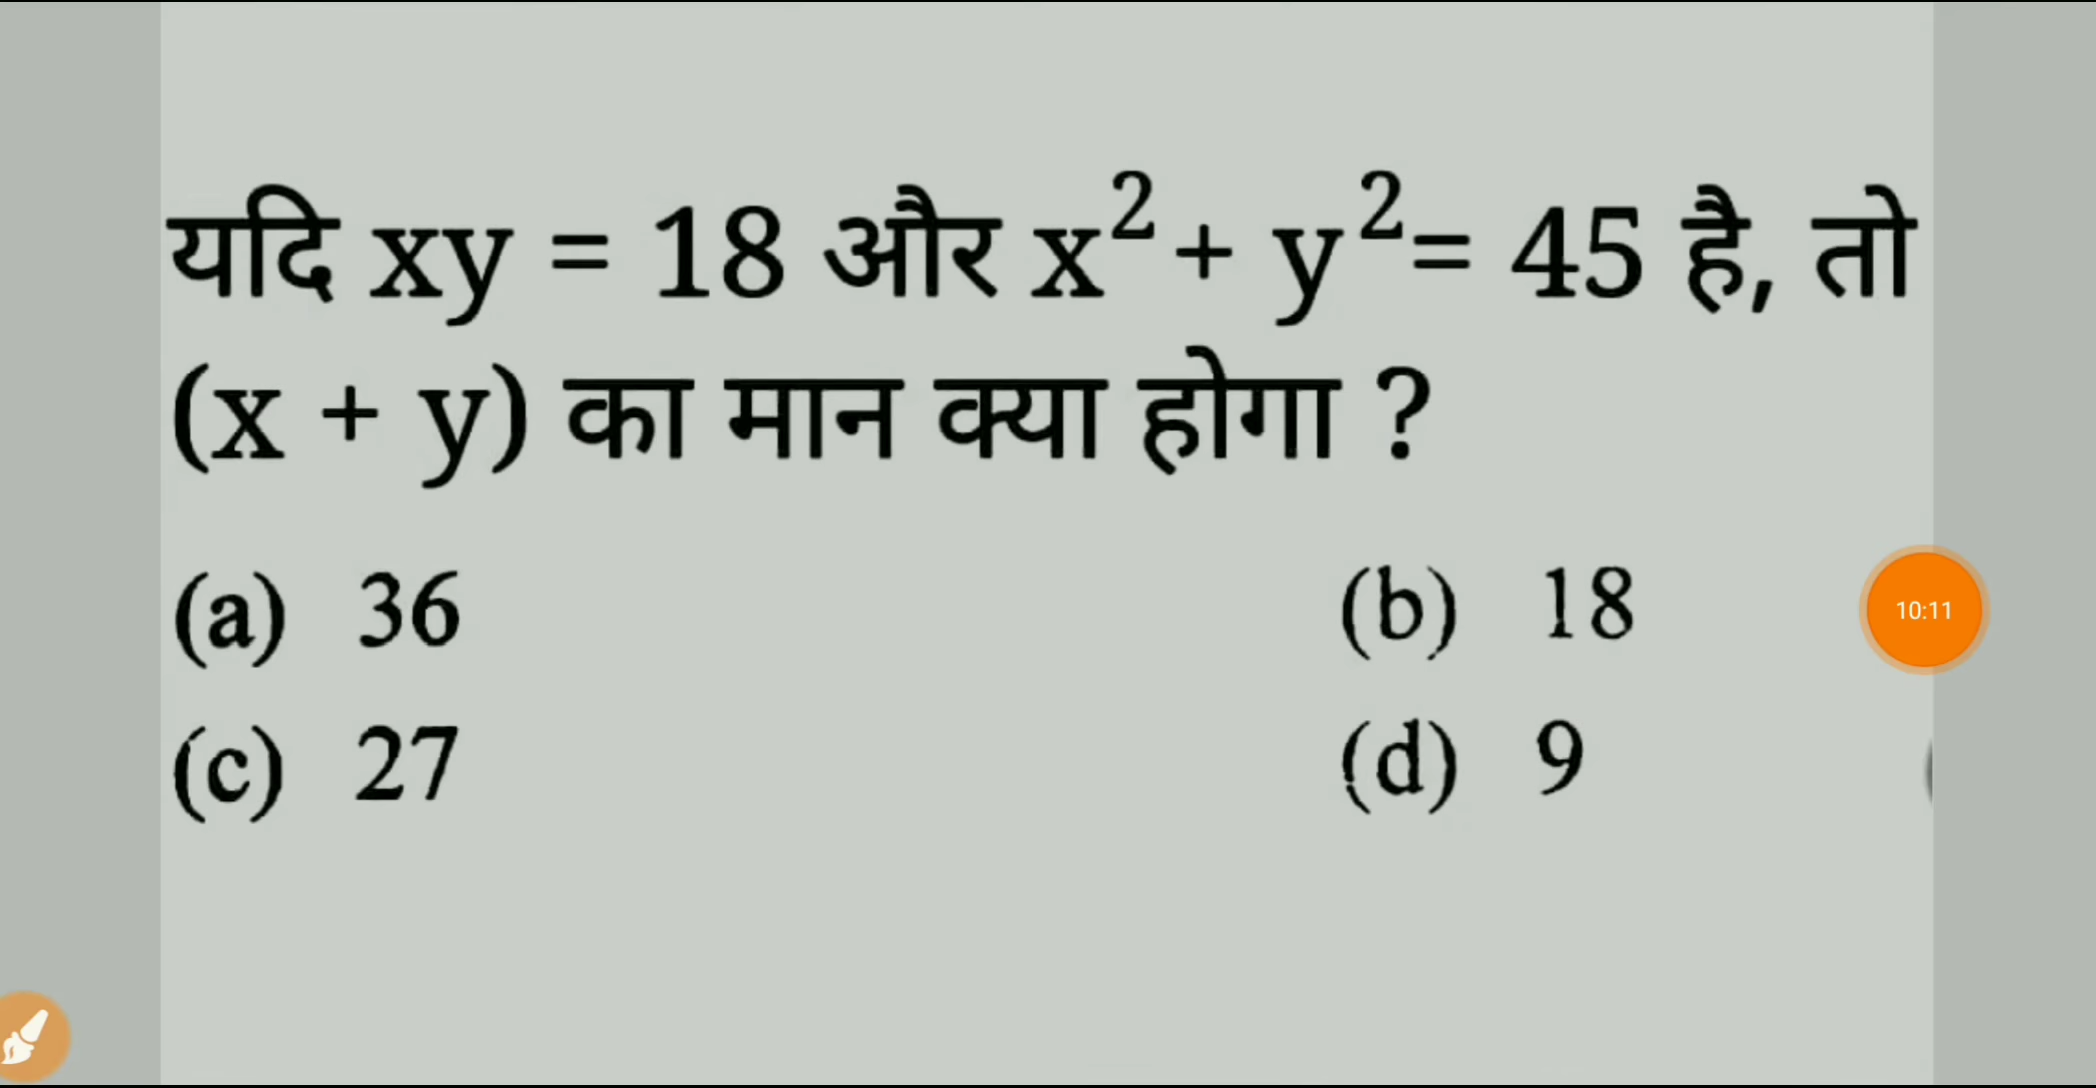 यदि xy = 18 और x² + y² = 45 है, तो
(x + y) का मान क्या होगा ?
(a) 36 (b) 18
10:11
(c) 27 (d) 9